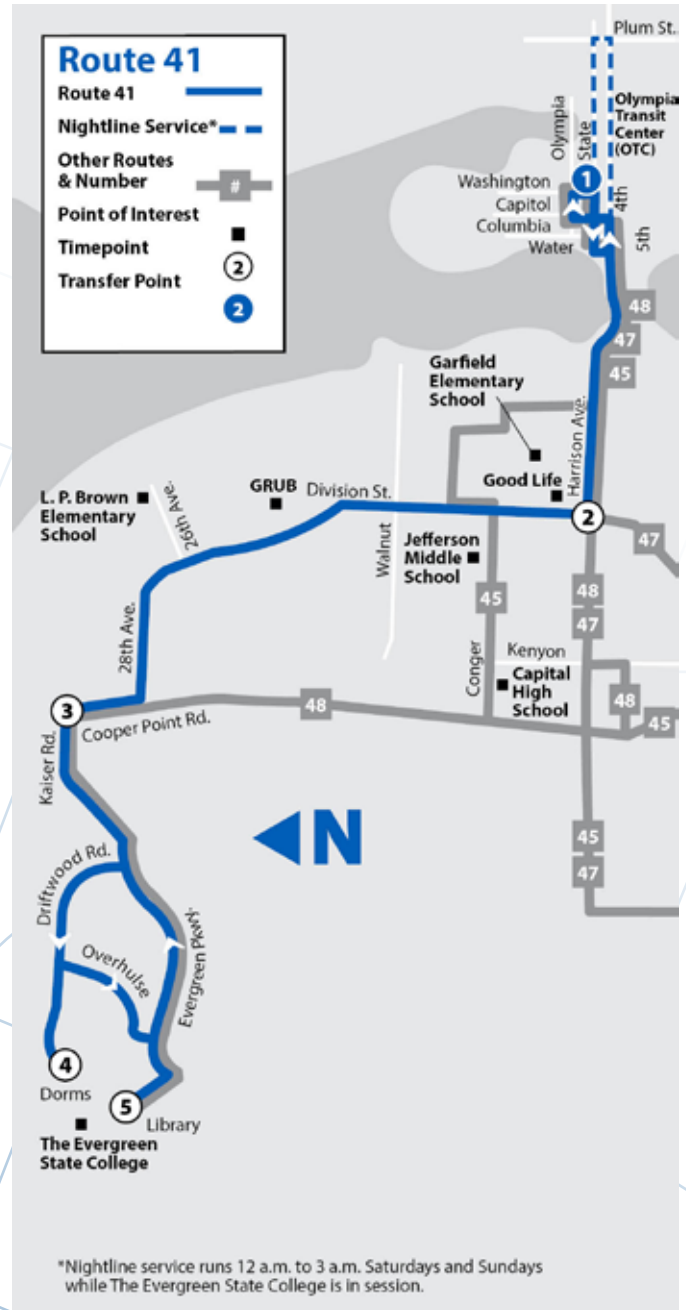 Route 41
Route 41
Nightline Service*
Other Routes
& Number
#
Point of Interest
Timepoint
2
Transfer Point
2
Plum St.
Olympia
Transit
Center
(OTC)
Olympia
State
4th
5th
1
Washington
Capitol
Columbia
Water
48
47
45
Garfield
Elementary
School
Harrison Ave.
Good Life
GRUB
Division St.
L. P. Brown
Elementary
School
26th Ave.
2
47
Walnut
Jefferson
Middle
School
45
48
47
28th Ave.
Conger
Kenyon
Capital
High
School
48
45
3
Cooper Point Rd.
48
Kaiser Rd.
N
45
47
Driftwood Rd.
Overhulse
Evergreen Pkwy.
4
Dorms
5
Library
The Evergreen
State College
*Nightline service runs 12 a.m. to 3 a.m. Saturdays and Sundays
while The Evergreen State College is in session.